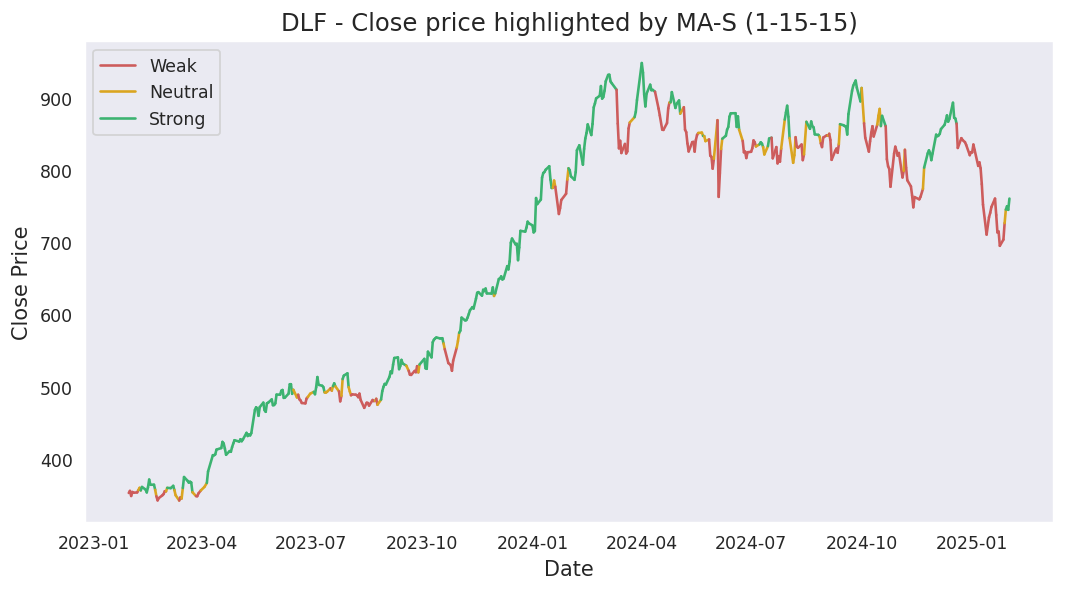 DLF - Close price highlighted by MA-S (1-15-15)
Weak
Neutral
Strong
Close Price
900
800
700
600
500
400
2023-01 2023-04 2023-07 2023-10 2024-01 2024-04 2024-07 2024-10 2025-01
Date